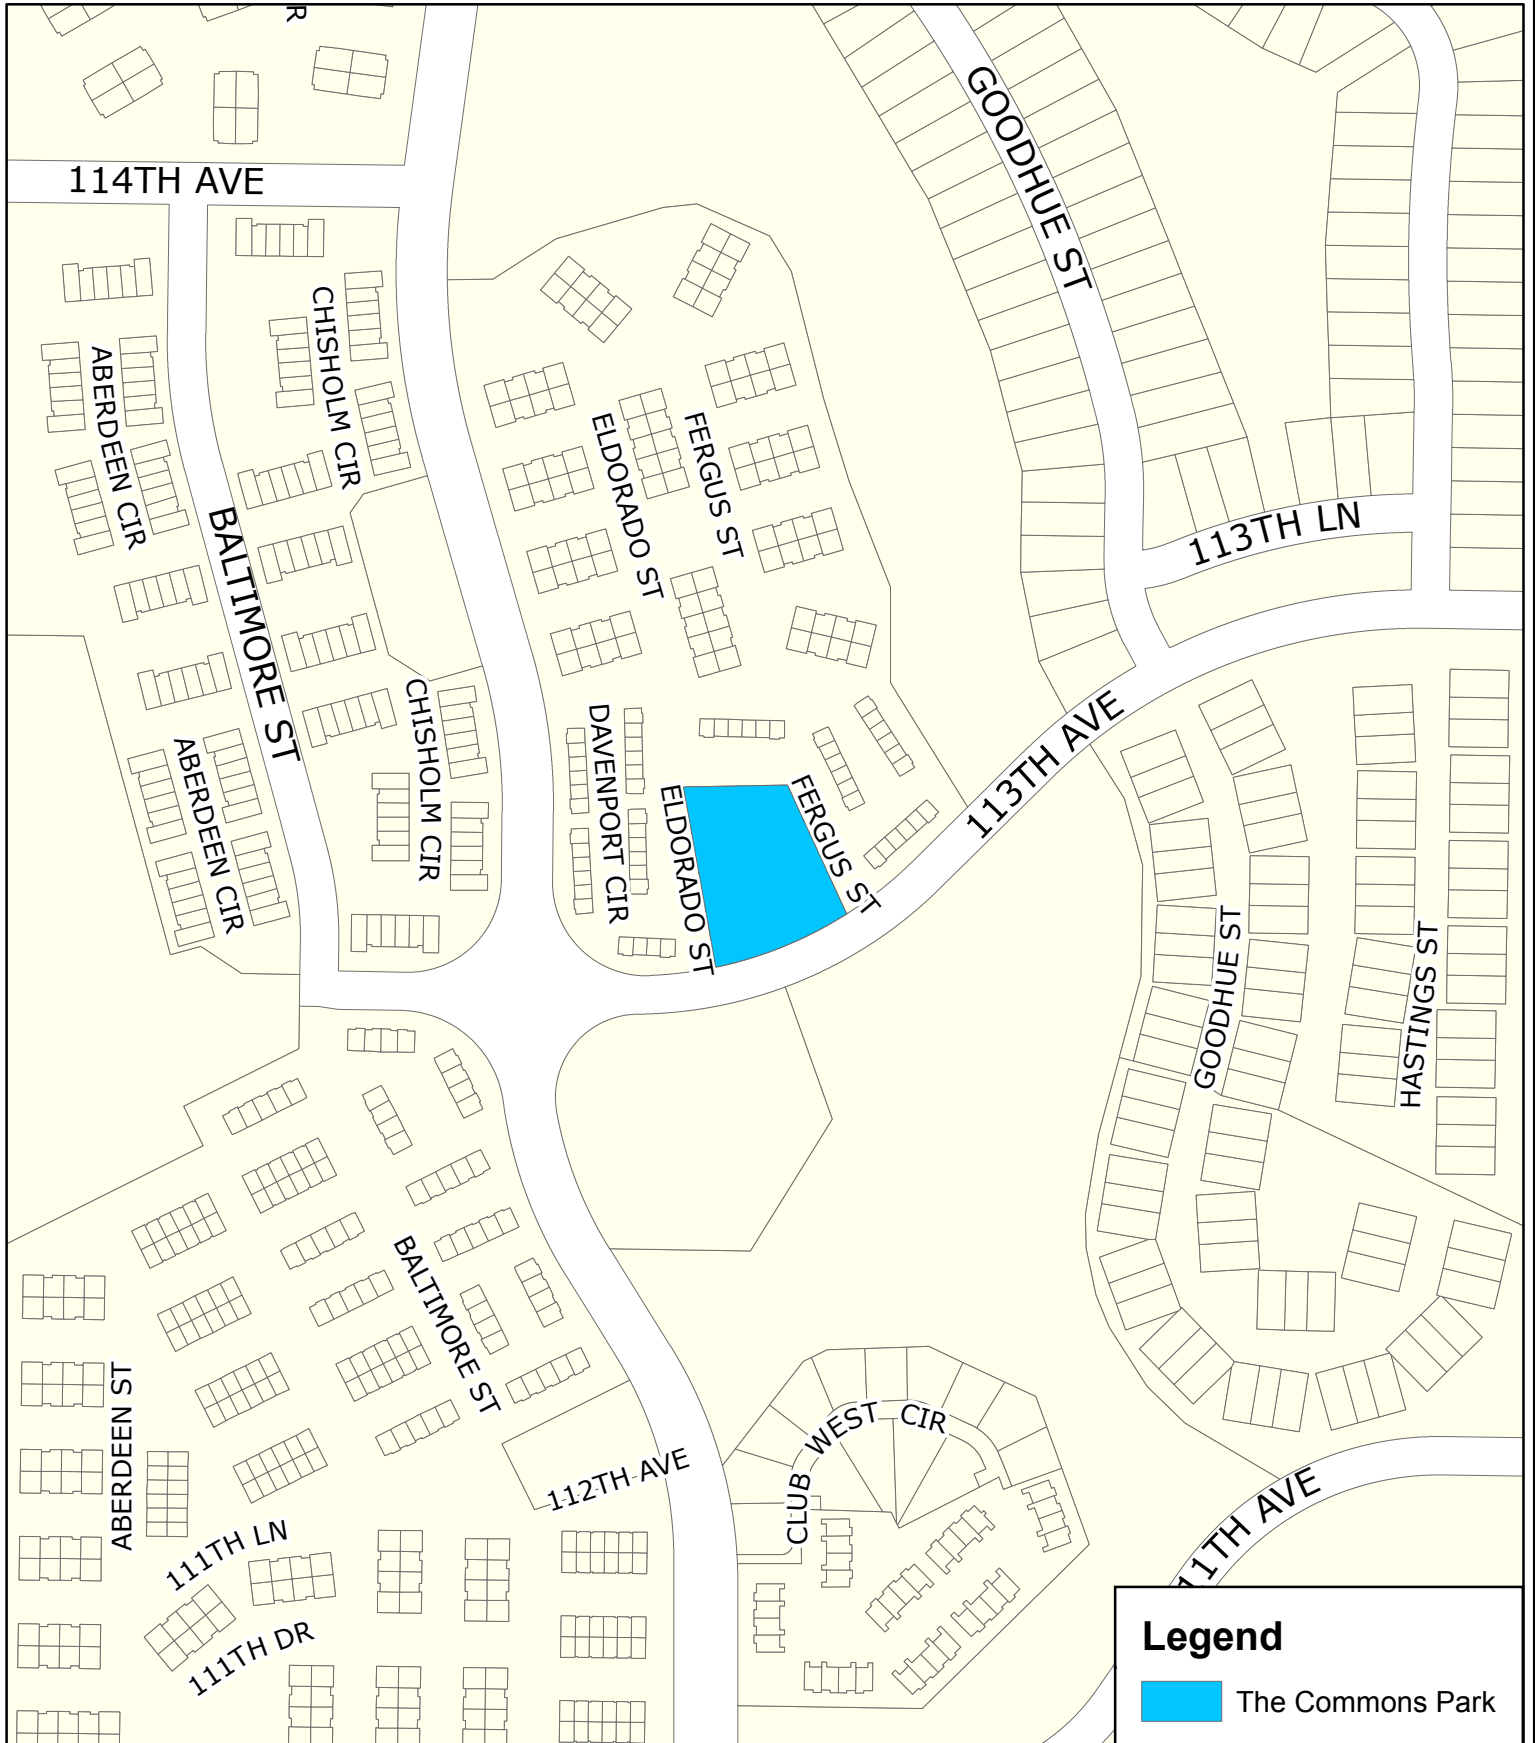 R
114TH AVE
GOODHUE ST
CHISHOLM CIR
ABERDEEN CIR
ELDORADO ST
FERGUS ST
BALTIMORE ST
113TH LN
CHISHOLM CIR
DAVENPORT CIR
113TH AVE
ABERDEEN CIR
ELDORADO ST
FERGUS ST
GOODHUE ST
HASTINGS ST
BALTIMORE ST
ABERDEEN ST
CLUB WEST CIR
112TH AVE
111TH LN
11TH AVE
111TH DR
Legend
The Commons Park